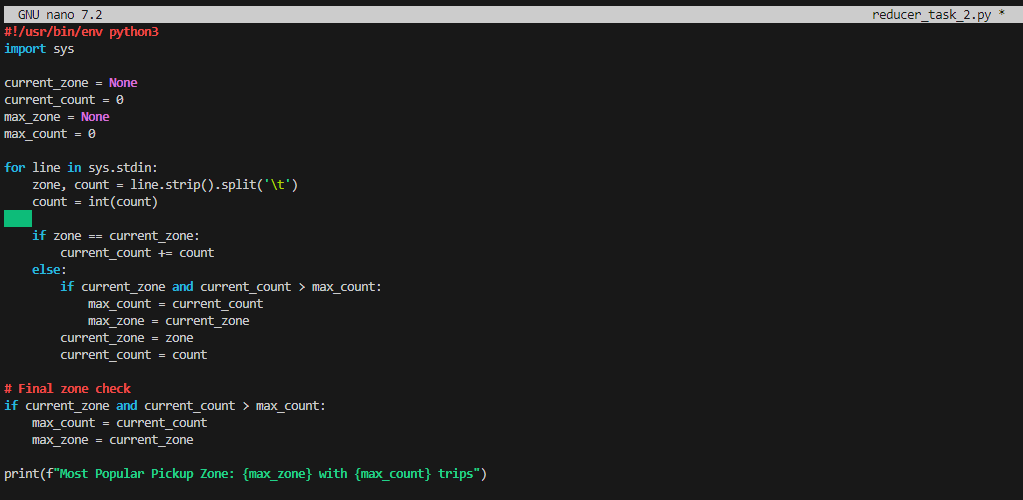 GNU nano 7.2 reducer_task_2.py *
#!/usr/bin/env python3
import sys

current_zone = None
current_count = 0
max_zone = None
max_count = 0

for line in sys.stdin:
    zone, count = line.strip().split('\t')
    count = int(count)

    if zone == current_zone:
        current_count += count
    else:
        if current_zone and current_count > max_count:
            max_count = current_count
            max_zone = current_zone
        current_zone = zone
        current_count = count

# Final zone check
if current_zone and current_count > max_count:
    max_count = current_count
    max_zone = current_zone

print(f"Most Popular Pickup Zone: {max_zone} with {max_count} trips")